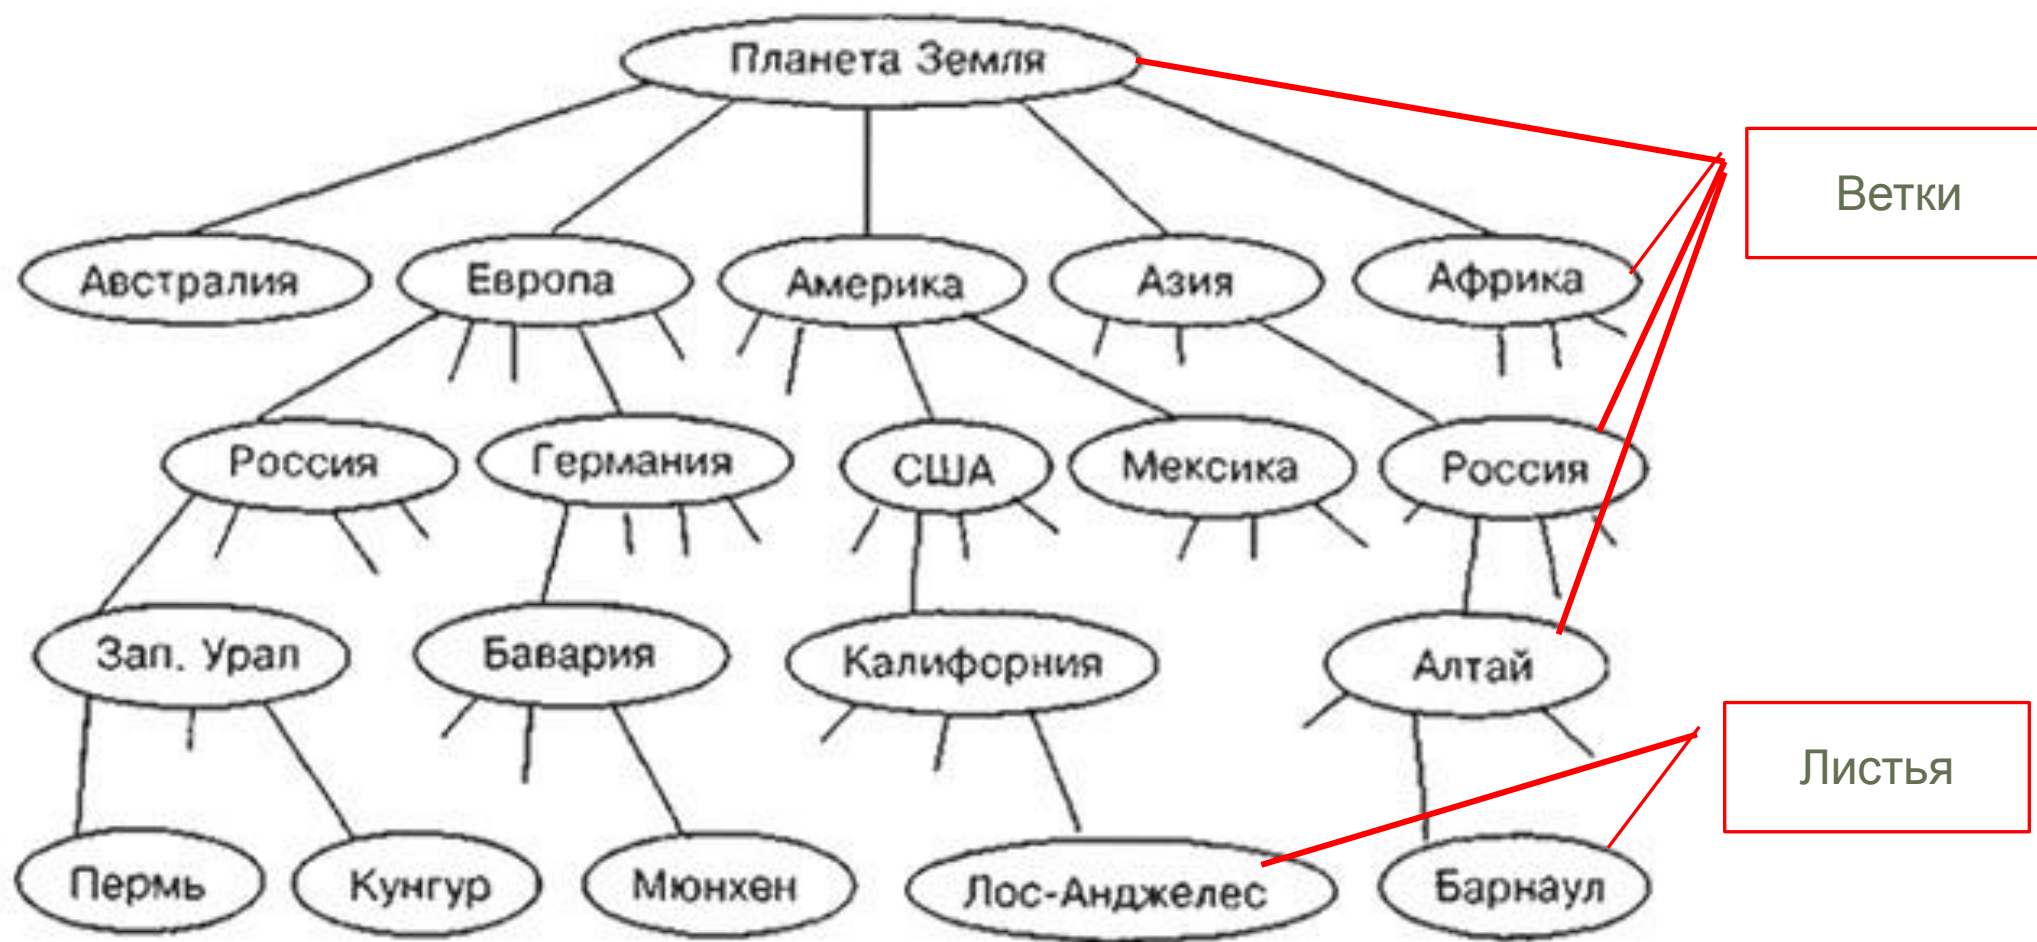 Планета Земля
Ветки
Австралия
Европа
Америка
Азия
Африка
Россия
Германия
США
Мексика
Россия
Зап. Урал
Бавария
Калифорния
Алтай
Листья
Пермь
Кунгур
Мюнхен
Лос-Анджелес
Барнаул